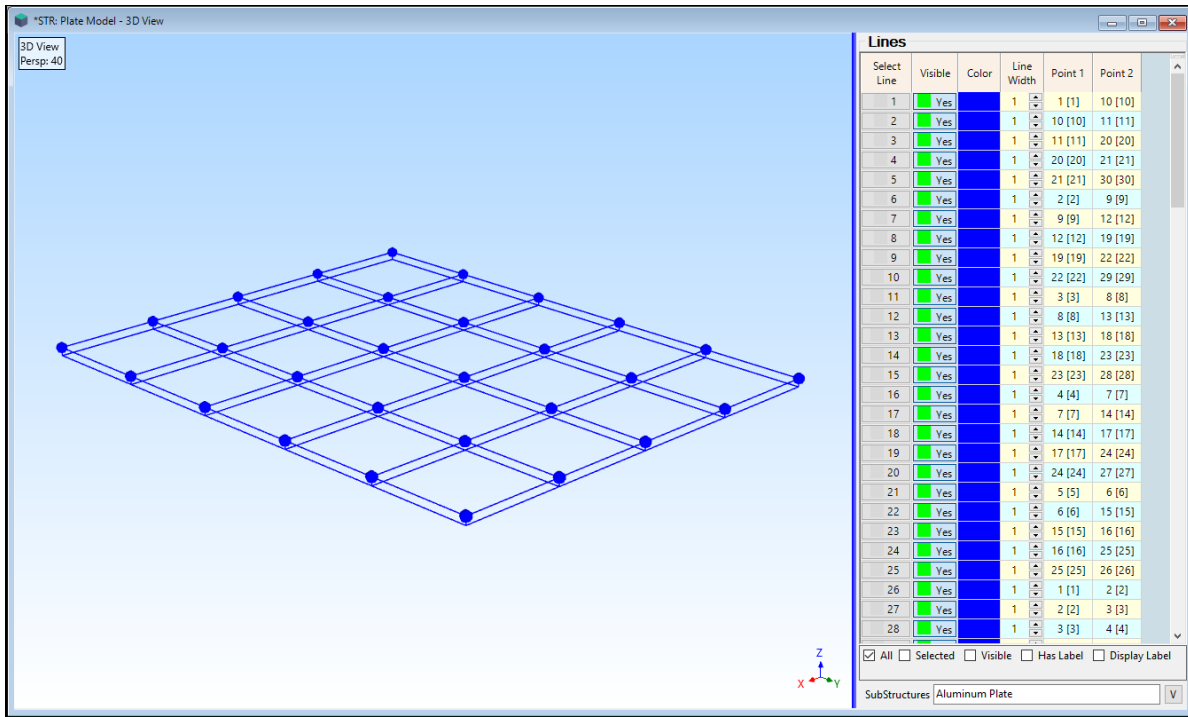 *STR: Plate Model - 3D View
3D View
Persp: 40
Z
X
Y
Lines
Select Line Visible Color Line Width Point 1 Point 2
1 Yes 1 1 [1] 10 [10]
2 Yes 1 10 [10] 11 [11]
3 Yes 1 11 [11] 20 [20]
4 Yes 1 20 [20] 21 [21]
5 Yes 1 21 [21] 30 [30]
6 Yes 1 2 [2] 9 [9]
7 Yes 1 9 [9] 12 [12]
8 Yes 1 12 [12] 19 [19]
9 Yes 1 19 [19] 22 [22]
10 Yes 1 22 [22] 29 [29]
11 Yes 1 3 [3] 8 [8]
12 Yes 1 8 [8] 13 [13]
13 Yes 1 13 [13] 18 [18]
14 Yes 1 18 [18] 23 [23]
15 Yes 1 23 [23] 28 [28]
16 Yes 1 4 [4] 7 [7]
17 Yes 1 7 [7] 14 [14]
18 Yes 1 14 [14] 17 [17]
19 Yes 1 17 [17] 24 [24]
20 Yes 1 24 [24] 27 [27]
21 Yes 1 5 [5] 6 [6]
22 Yes 1 6 [6] 15 [15]
23 Yes 1 15 [15] 16 [16]
24 Yes 1 16 [16] 25 [25]
25 Yes 1 25 [25] 26 [26]
26 Yes 1 1 [1] 2 [2]
27 Yes 1 2 [2] 3 [3]
28 Yes 1 3 [3] 4 [4]
All Selected Visible Has Label Display Label
SubStructures Aluminum Plate V